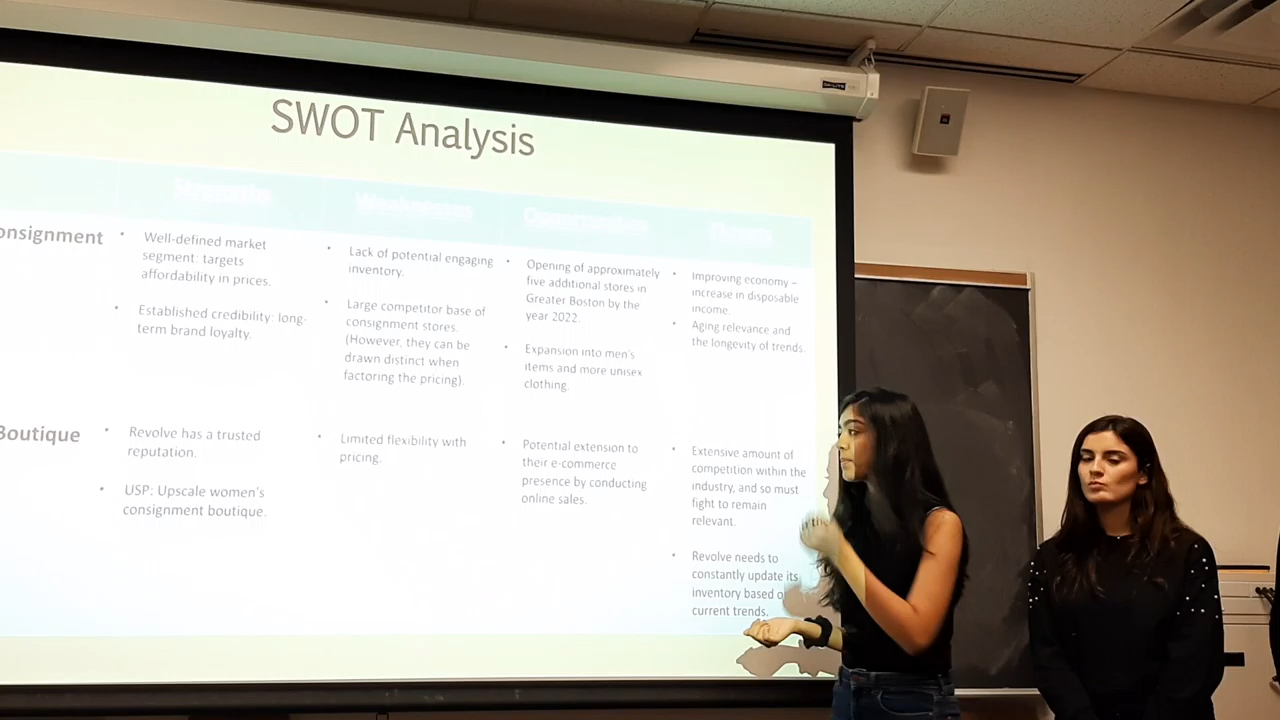 SWOT Analysis
Strengths
Weaknesses
Opportunities
Threats
onsignment
Well-defined market
segment: targets
affordability in prices.
Established credibility: long-
term brand loyalty.
Lack of potential engaging
inventory.
Large competitor base of
consignment stores.
(However, they can be
drawn distinct when
factoring the pricing).
Opening of approximately
five additional stores in
Greater Boston by the
year 2022.
Expansion into men's
items and more unisex
clothing.
Improving economy –
increase in disposable
income.
Aging relevance and
the longevity of trends.
Boutique
Revolve has a trusted
reputation.
USP: Upscale women's
consignment boutique.
Limited flexibility with
pricing.
Potential extension to
their e-commerce
presence by conducting
online sales.
Extensive amount of
competition within the
industry, and so must
fight to remain
relevant.
Revolve needs to
constantly update its
inventory based o
current trends.